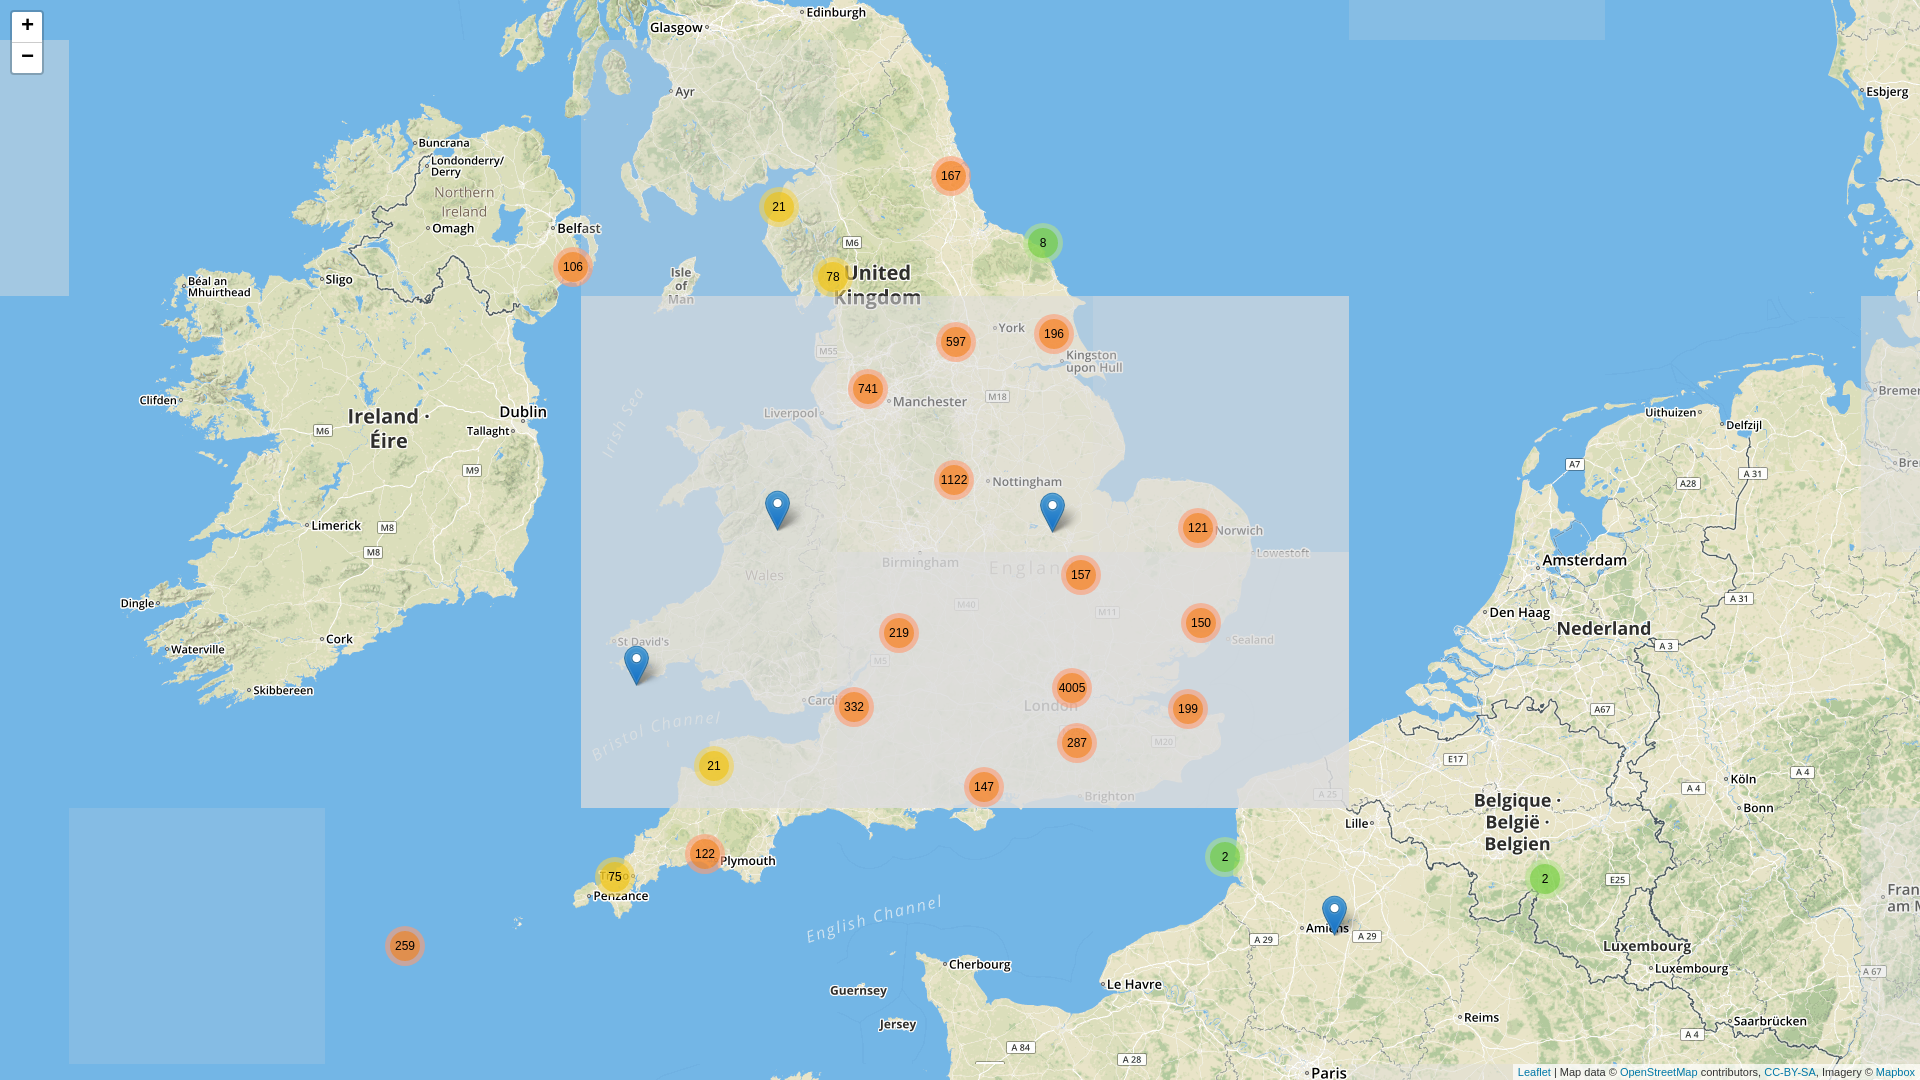 +
−
Edinburgh
Glasgow
Ayr
Esbjerg
Buncrana
Londonderry/
Derry
Northern
Ireland
Omagh
Belfast
106
167
21
8
M6
78
United
Kingdom
Isle
of
Man
Sligo
Béal an
Mhuirthead
York
597
196
Kingston
upon Hull
M55
741
Manchester
M18
Liverpool
Irish Sea
Clifden
Dublin
Tallaght
Ireland ·
Éire
M6
M9
Uithuizen
Delfzijl
A7
A 31
A28
1122
Nottingham
121
Norwich
Lowestoft
Limerick
M8
M8
Birmingham
Wales
157
M40
M11
219
150
Sealand
M5
St David's
Amsterdam
Den Haag
Nederland
A 31
A 3
Dingle
Cork
Waterville
Skibbereen
332
4005
London
199
287
M20
Bristol Channel
21
147
Brighton
A 25
A67
E17
Köln
A 4
A 4
Bonn
Belgique ·
België ·
Belgien
Lille
122
Plymouth
75
Penzance
2
2
E25
259
English Channel
Amiens
A 29
A 29
Luxembourg
Luxembourg
A 67
Cherbourg
Guernsey
Le Havre
Jersey
Reims
Saarbrücken
A 84
A 28
A 4
Paris
Leaflet | Map data © OpenStreetMap contributors, CC-BY-SA, Imagery © Mapbox